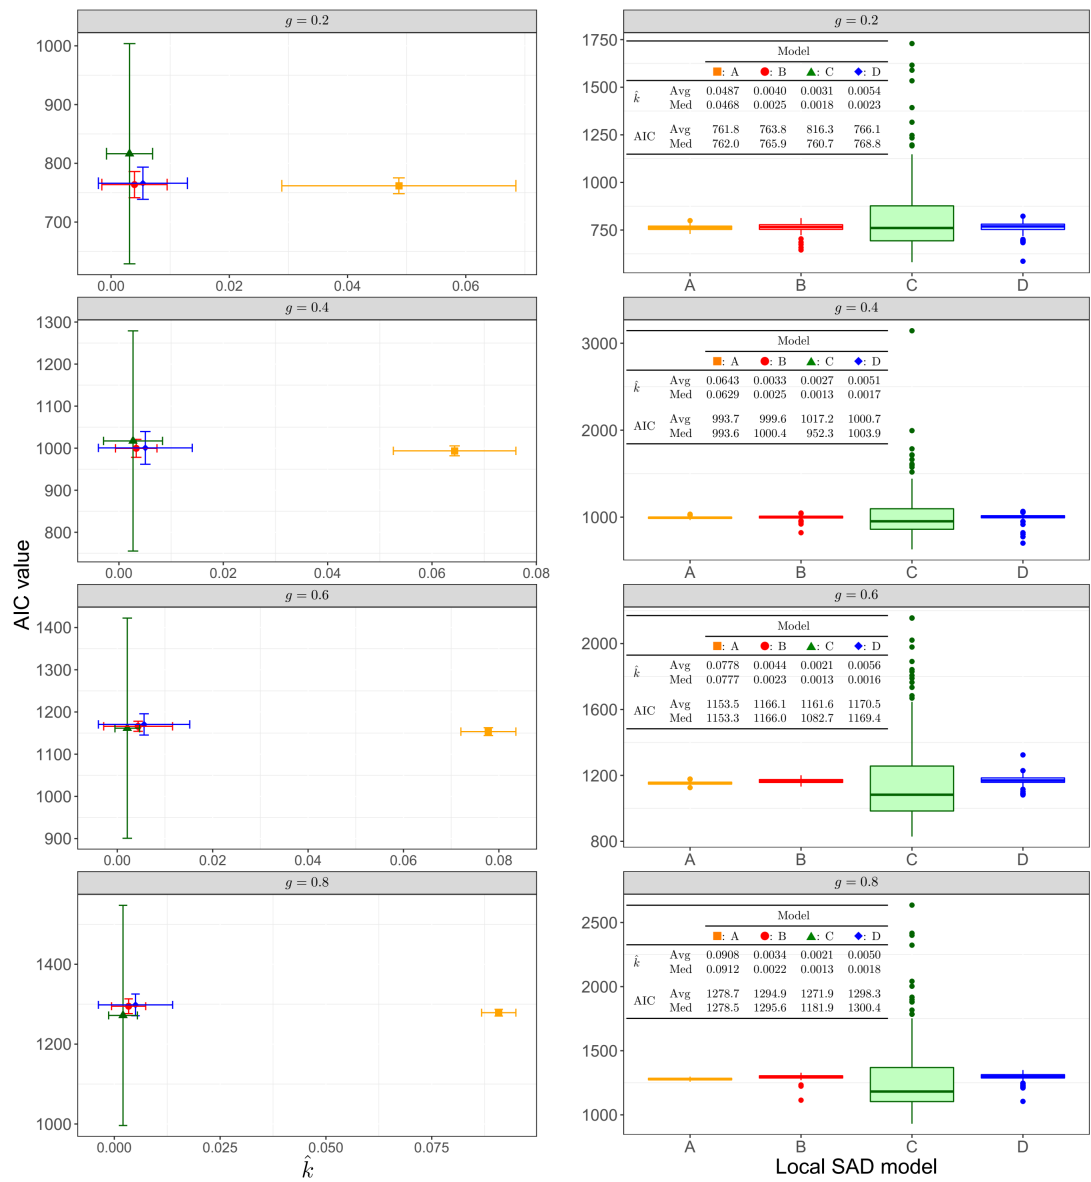 AIC value
g = 0.2
1000
900
800
700
0.00 0.02 0.04 0.06
g = 0.4
1300
1200
1100
1000
900
800
0.00 0.02 0.04 0.06 0.08
g = 0.6
1400
1300
1200
1100
1000
900
0.00 0.02 0.04 0.06 0.08
g = 0.8
1400
1200
1000
0.000 0.025 0.050 0.075
k̂
g = 0.2
1750
1500
1250
1000
750
Model
: A : B : C : D
k̂ Avg 0.0487 0.0040 0.0031 0.0054
Med 0.0468 0.0025 0.0018 0.0023
AIC Avg 761.8 763.8 816.3 766.1
Med 762.0 765.9 760.7 768.8
A B C D
g = 0.4
3000
2000
1000
Model
: A : B : C : D
k̂ Avg 0.0643 0.0033 0.0027 0.0051
Med 0.0629 0.0025 0.0013 0.0017
AIC Avg 993.7 999.6 1017.2 1000.7
Med 993.6 1000.4 952.3 1003.9
A B C D
g = 0.6
2000
1600
1200
800
Model
: A : B : C : D
k̂ Avg 0.0778 0.0044 0.0021 0.0056
Med 0.0777 0.0023 0.0013 0.0016
AIC Avg 1153.5 1166.1 1161.6 1170.5
Med 1153.3 1166.0 1082.7 1169.4
A B C D
g = 0.8
2500
2000
1500
1000
Model
: A : B : C : D
k̂ Avg 0.0908 0.0034 0.0021 0.0050
Med 0.0912 0.0022 0.0013 0.0018
AIC Avg 1278.7 1294.9 1271.9 1298.3
Med 1278.5 1295.6 1181.9 1300.4
A B C D
Local SAD model